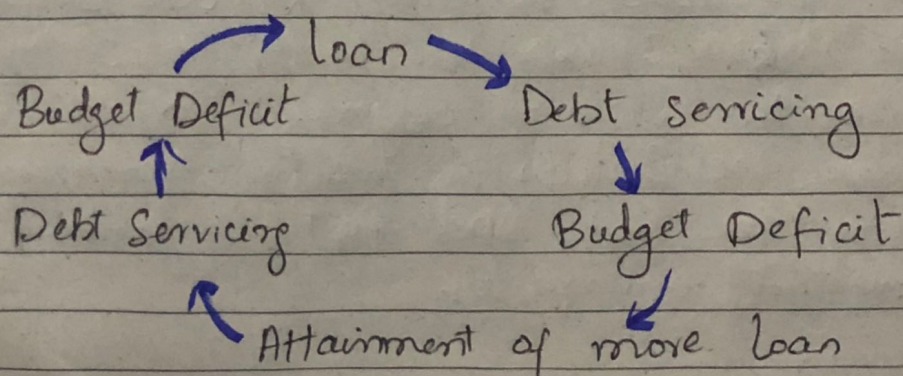 loan
Budget Deficit Debt servicing
Debt Servicing Budget Deficit
Attainment of more loan